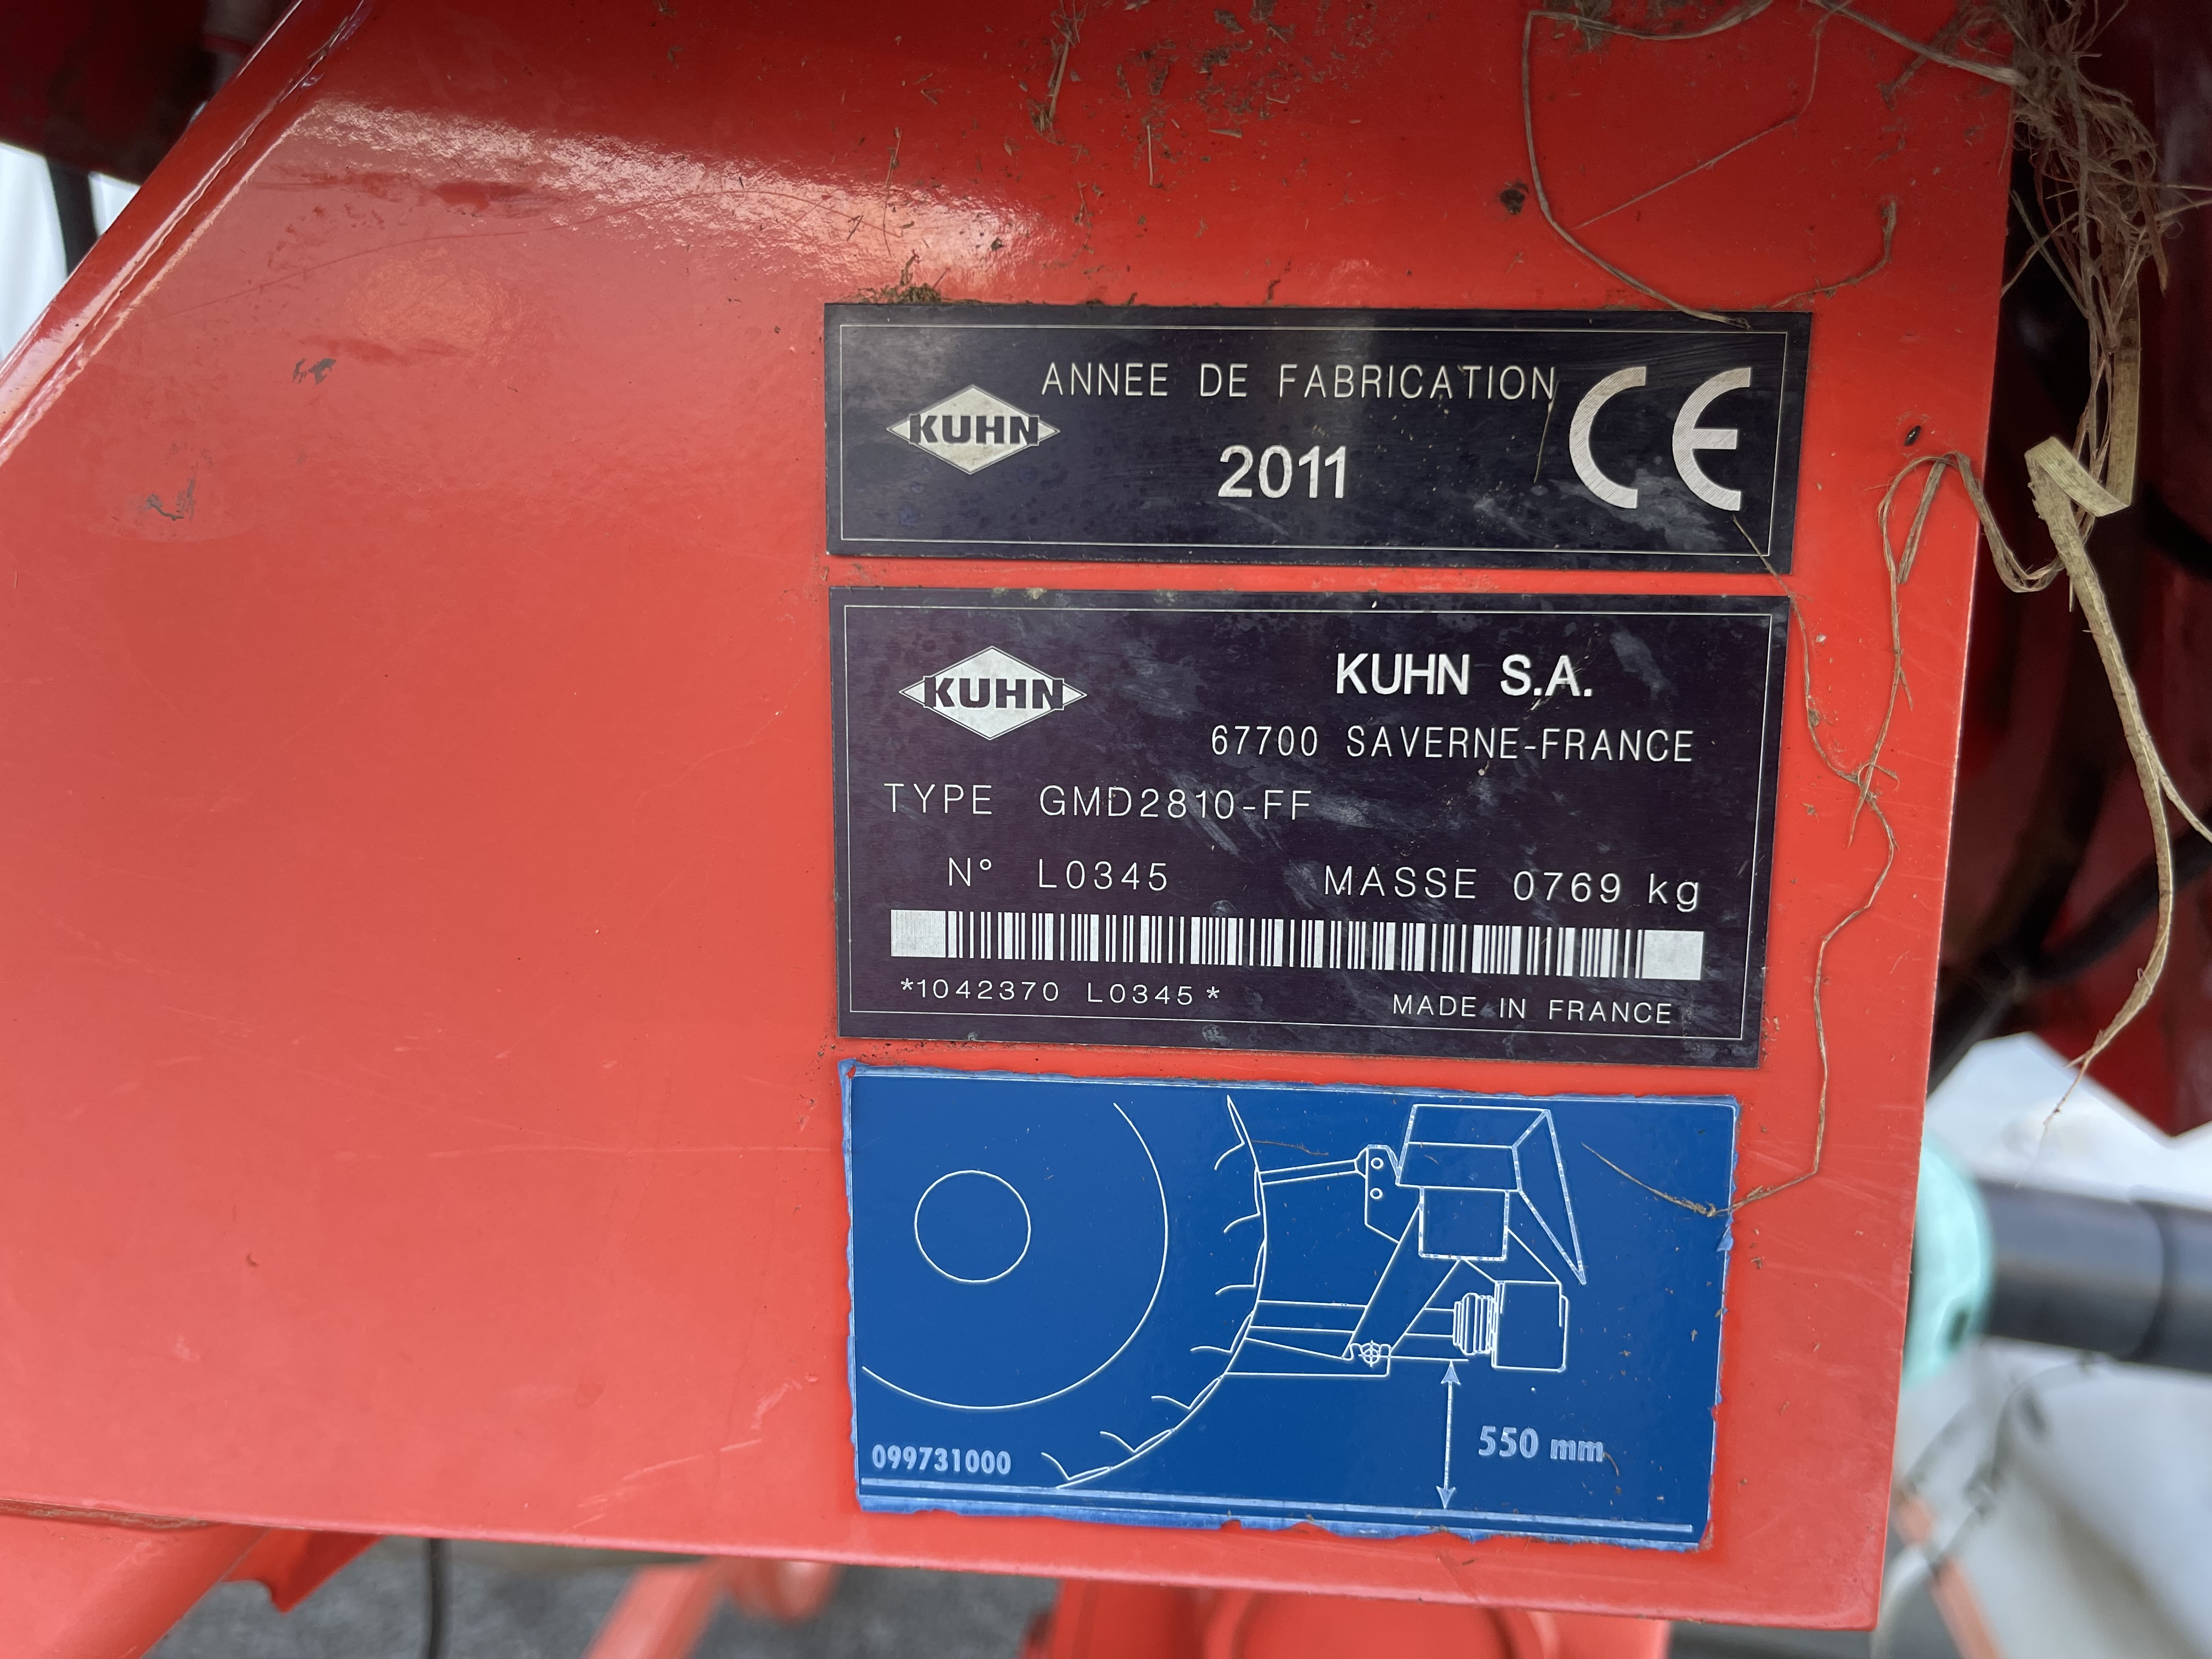 KUHN
ANNEE DE FABRICATION
2011
CE
KUHN
KUHN S.A.
67700 SAVERNE-FRANCE
TYPE GMD2810-FF
N° L0345 MASSE 0769 kg
*1042370 L0345*
MADE IN FRANCE
550 mm
099731000